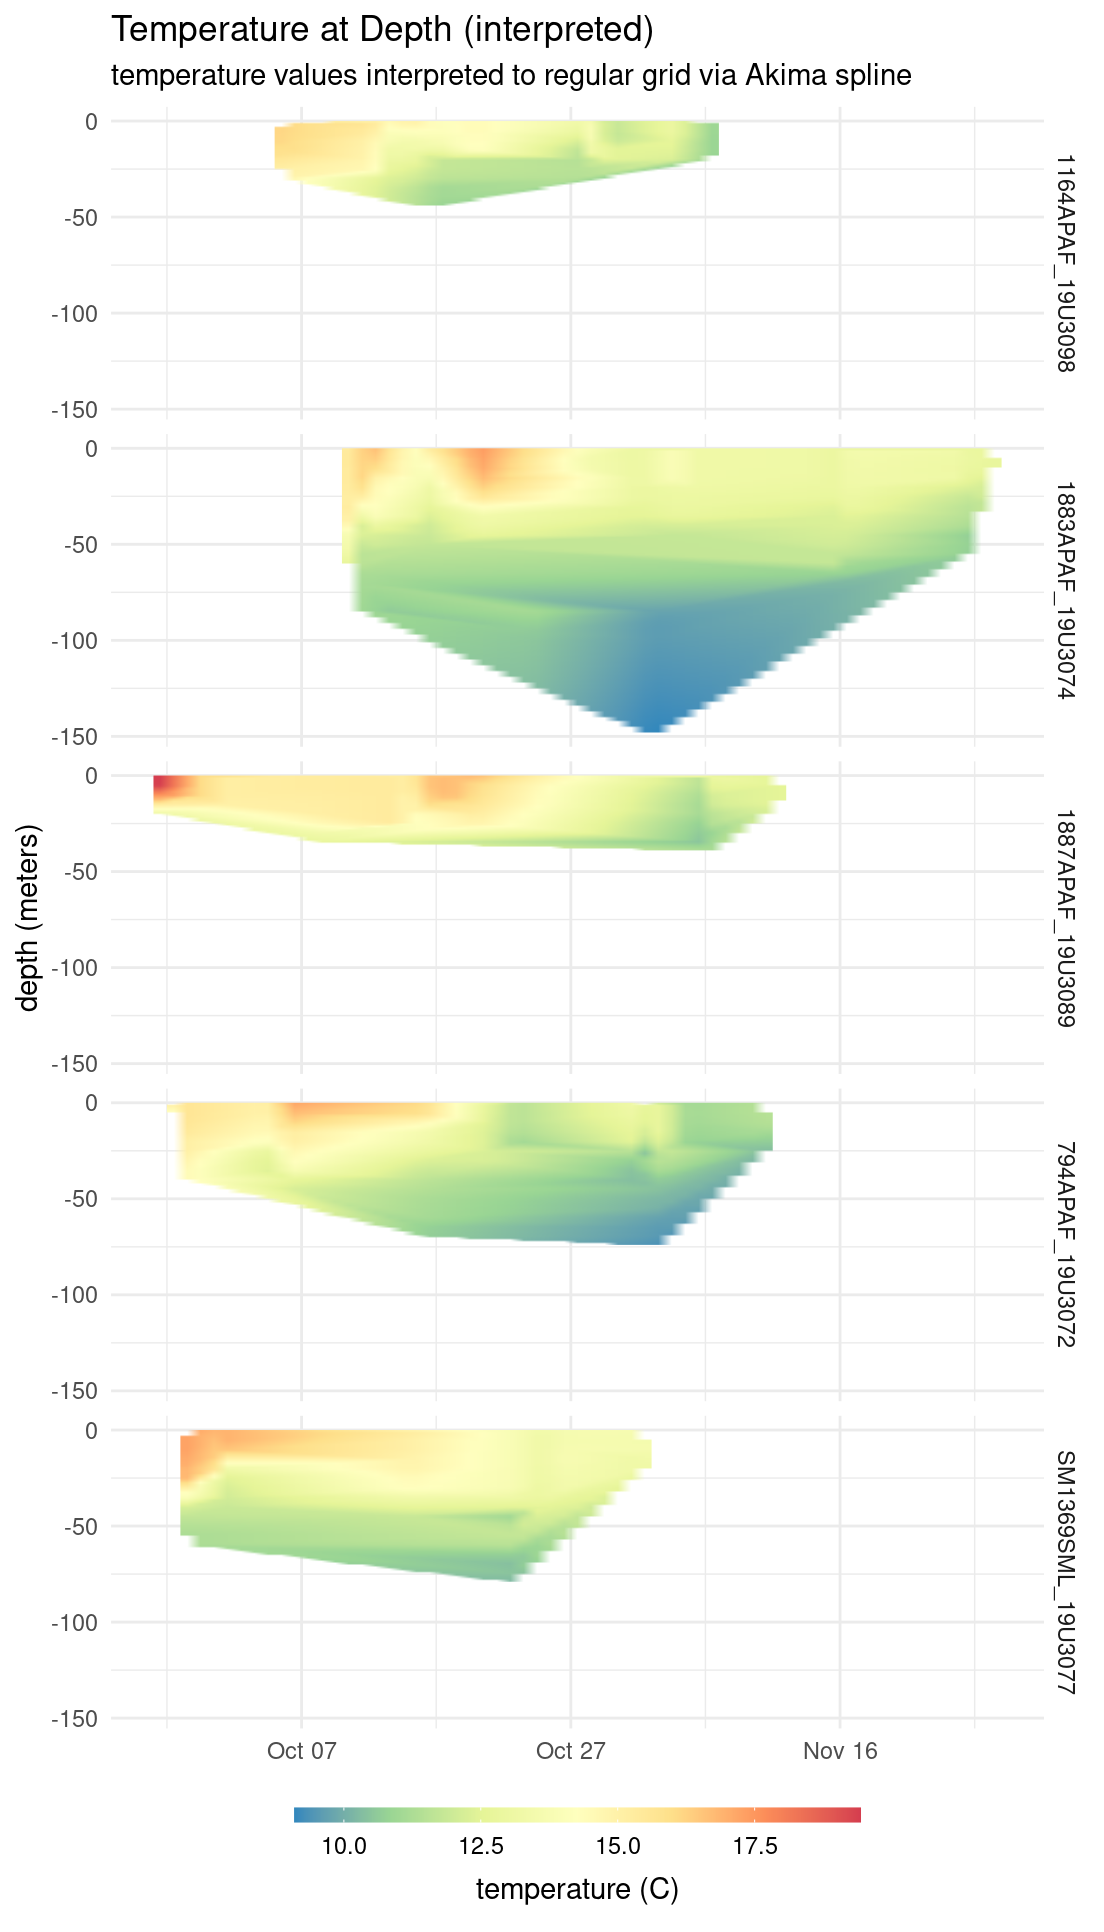 Temperature at Depth (interpreted)
temperature values interpreted to regular grid via Akima spline
depth (meters)
0
-50
-100
-150
1164APAF_19U3098
0
-50
-100
-150
1883APAF_19U3074
0
-50
-100
-150
1887APAF_19U3089
0
-50
-100
-150
794APAF_19U3072
0
-50
-100
-150
SM1369SML_19U3077
Oct 07 Oct 27 Nov 16
10.0 12.5 15.0 17.5
temperature (C)